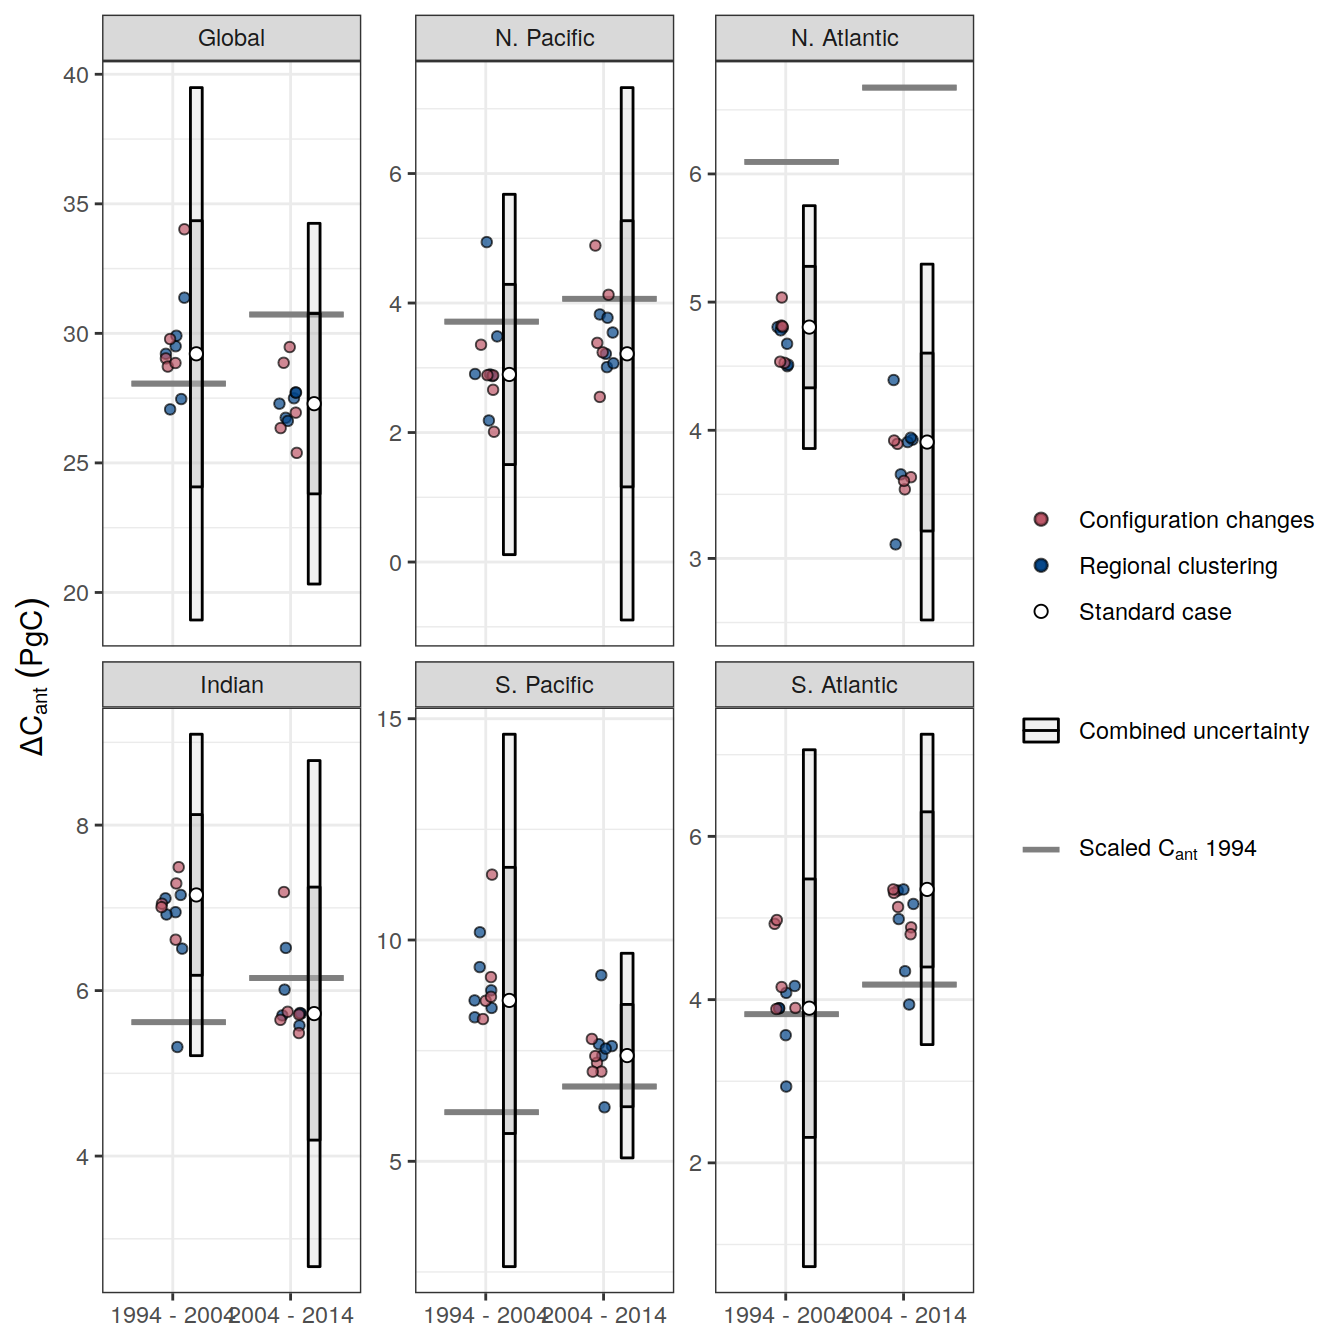 Global
N. Pacific
N. Atlantic
40
35
30
25
20
6
4
2
0
6
5
4
3
ΔCant (PgC)
Indian
S. Pacific
S. Atlantic
8
6
4
15
10
5
6
4
2
1994 - 2004
2004 - 2014
1994 - 2004
2004 - 2014
1994 - 2004
2004 - 2014
Configuration changes
Regional clustering
Standard case
Combined uncertainty
Scaled Cant 1994